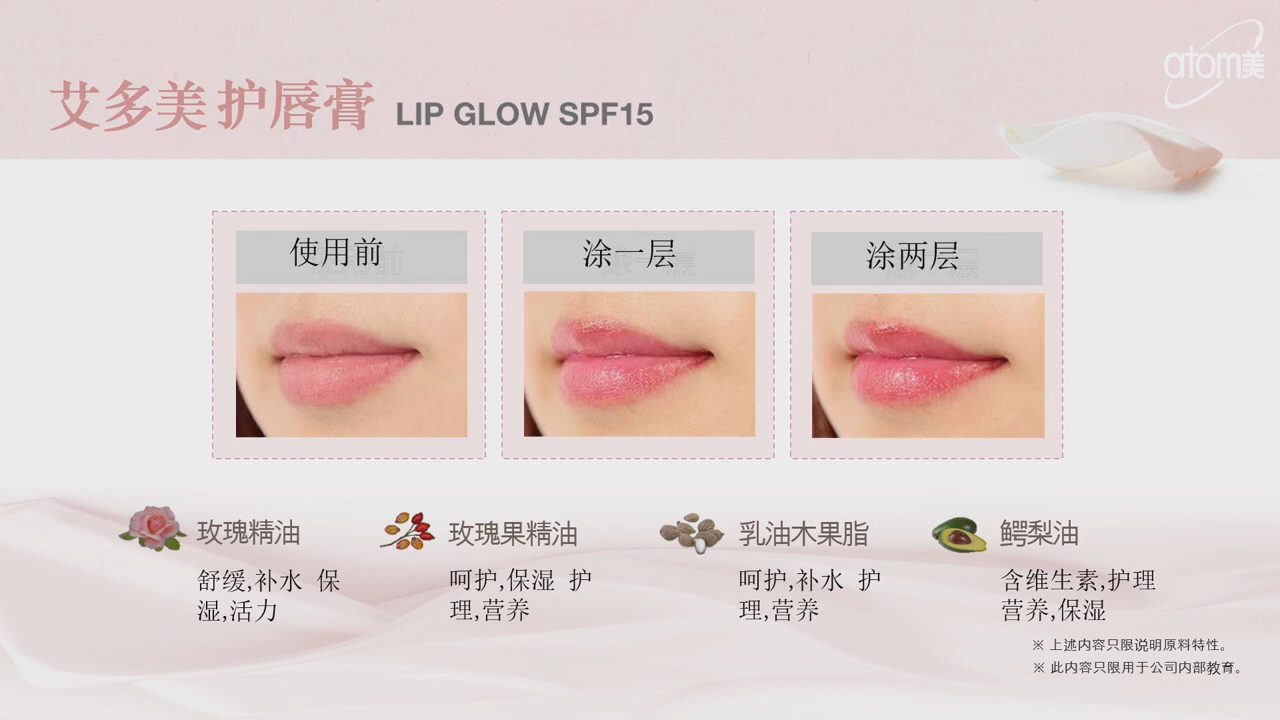 atom美
艾多美 护唇膏 LIP GLOW SPF15
使用前
涂一层
涂两层
玫瑰精油
舒缓,补水 保
湿,活力
玫瑰果精油
呵护,保湿 护
理,营养
乳油木果脂
呵护,补水 护
理,营养
鳄梨油
含维生素,护理
营养,保湿
※ 上述内容只限说明原料特性。
※ 此内容只限用于公司内部教育。